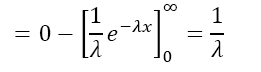 = 0 − [1/λ e^{−λx}]_0^∞ = 1/λ